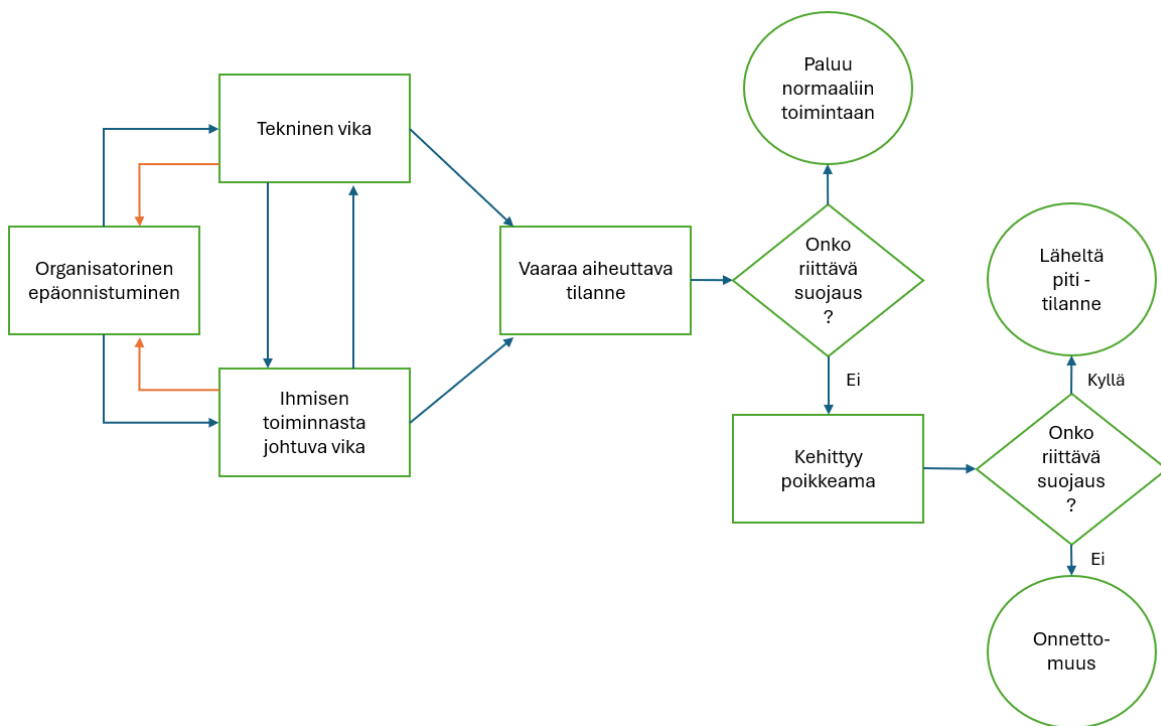 Paluu
normaaliin
toimintaan
Tekninen vika
Organisatorinen
epäonnistuminen
Vaaraa aiheuttava
tilanne
Onko
riittävä
suojaus
?
Läheltä
piti -
tilanne
Ei
Kyllä
Ihmisen
toiminnasta
johtuva vika
Kehittyy
poikkeama
Onko
riittävä
suojaus
?
Ei
Onnetto-
muus